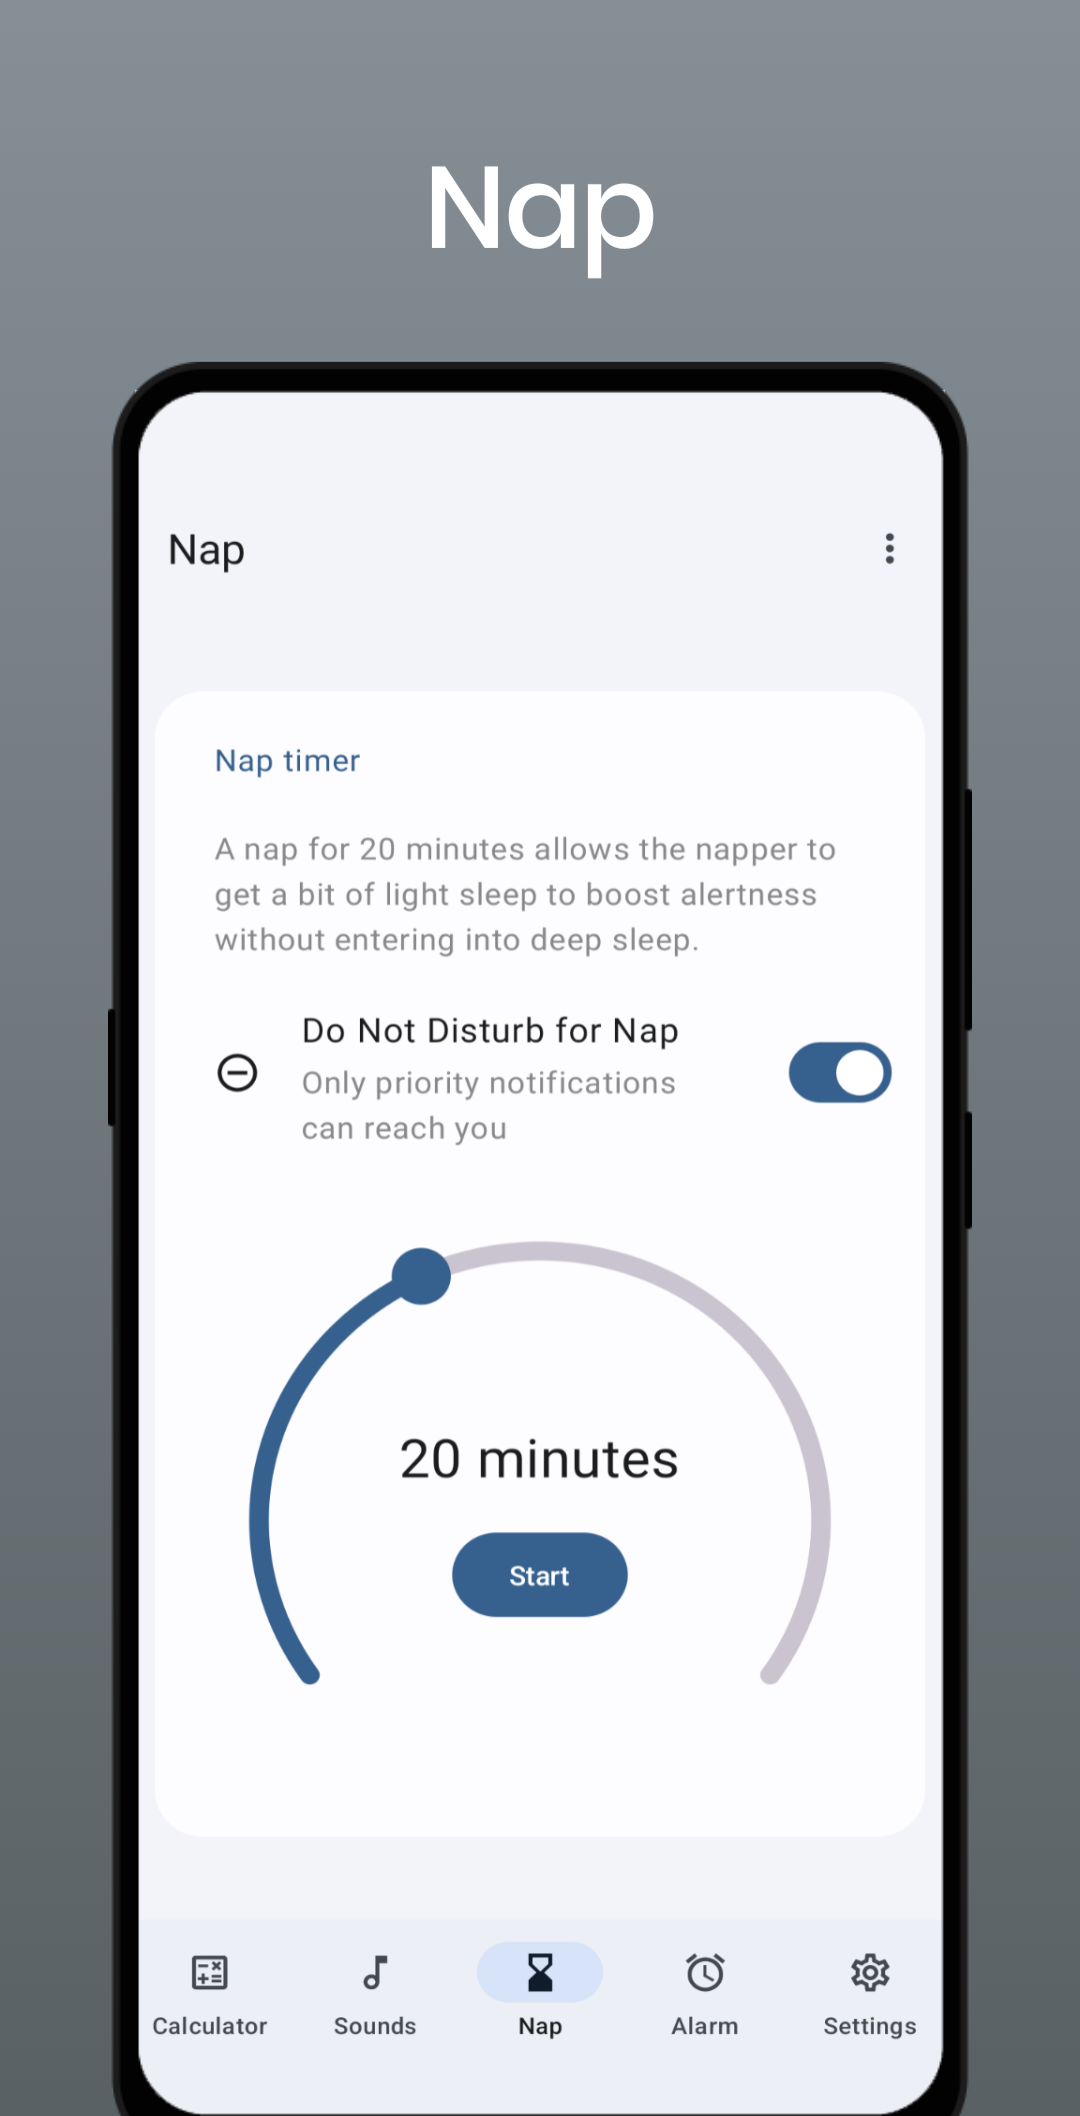 Nap
Nap
Nap timer
A nap for 20 minutes allows the napper to
get a bit of light sleep to boost alertness
without entering into deep sleep.
Do Not Disturb for Nap
Only priority notifications
can reach you
20 minutes
Start
Calculator
Sounds
Nap
Alarm
Settings